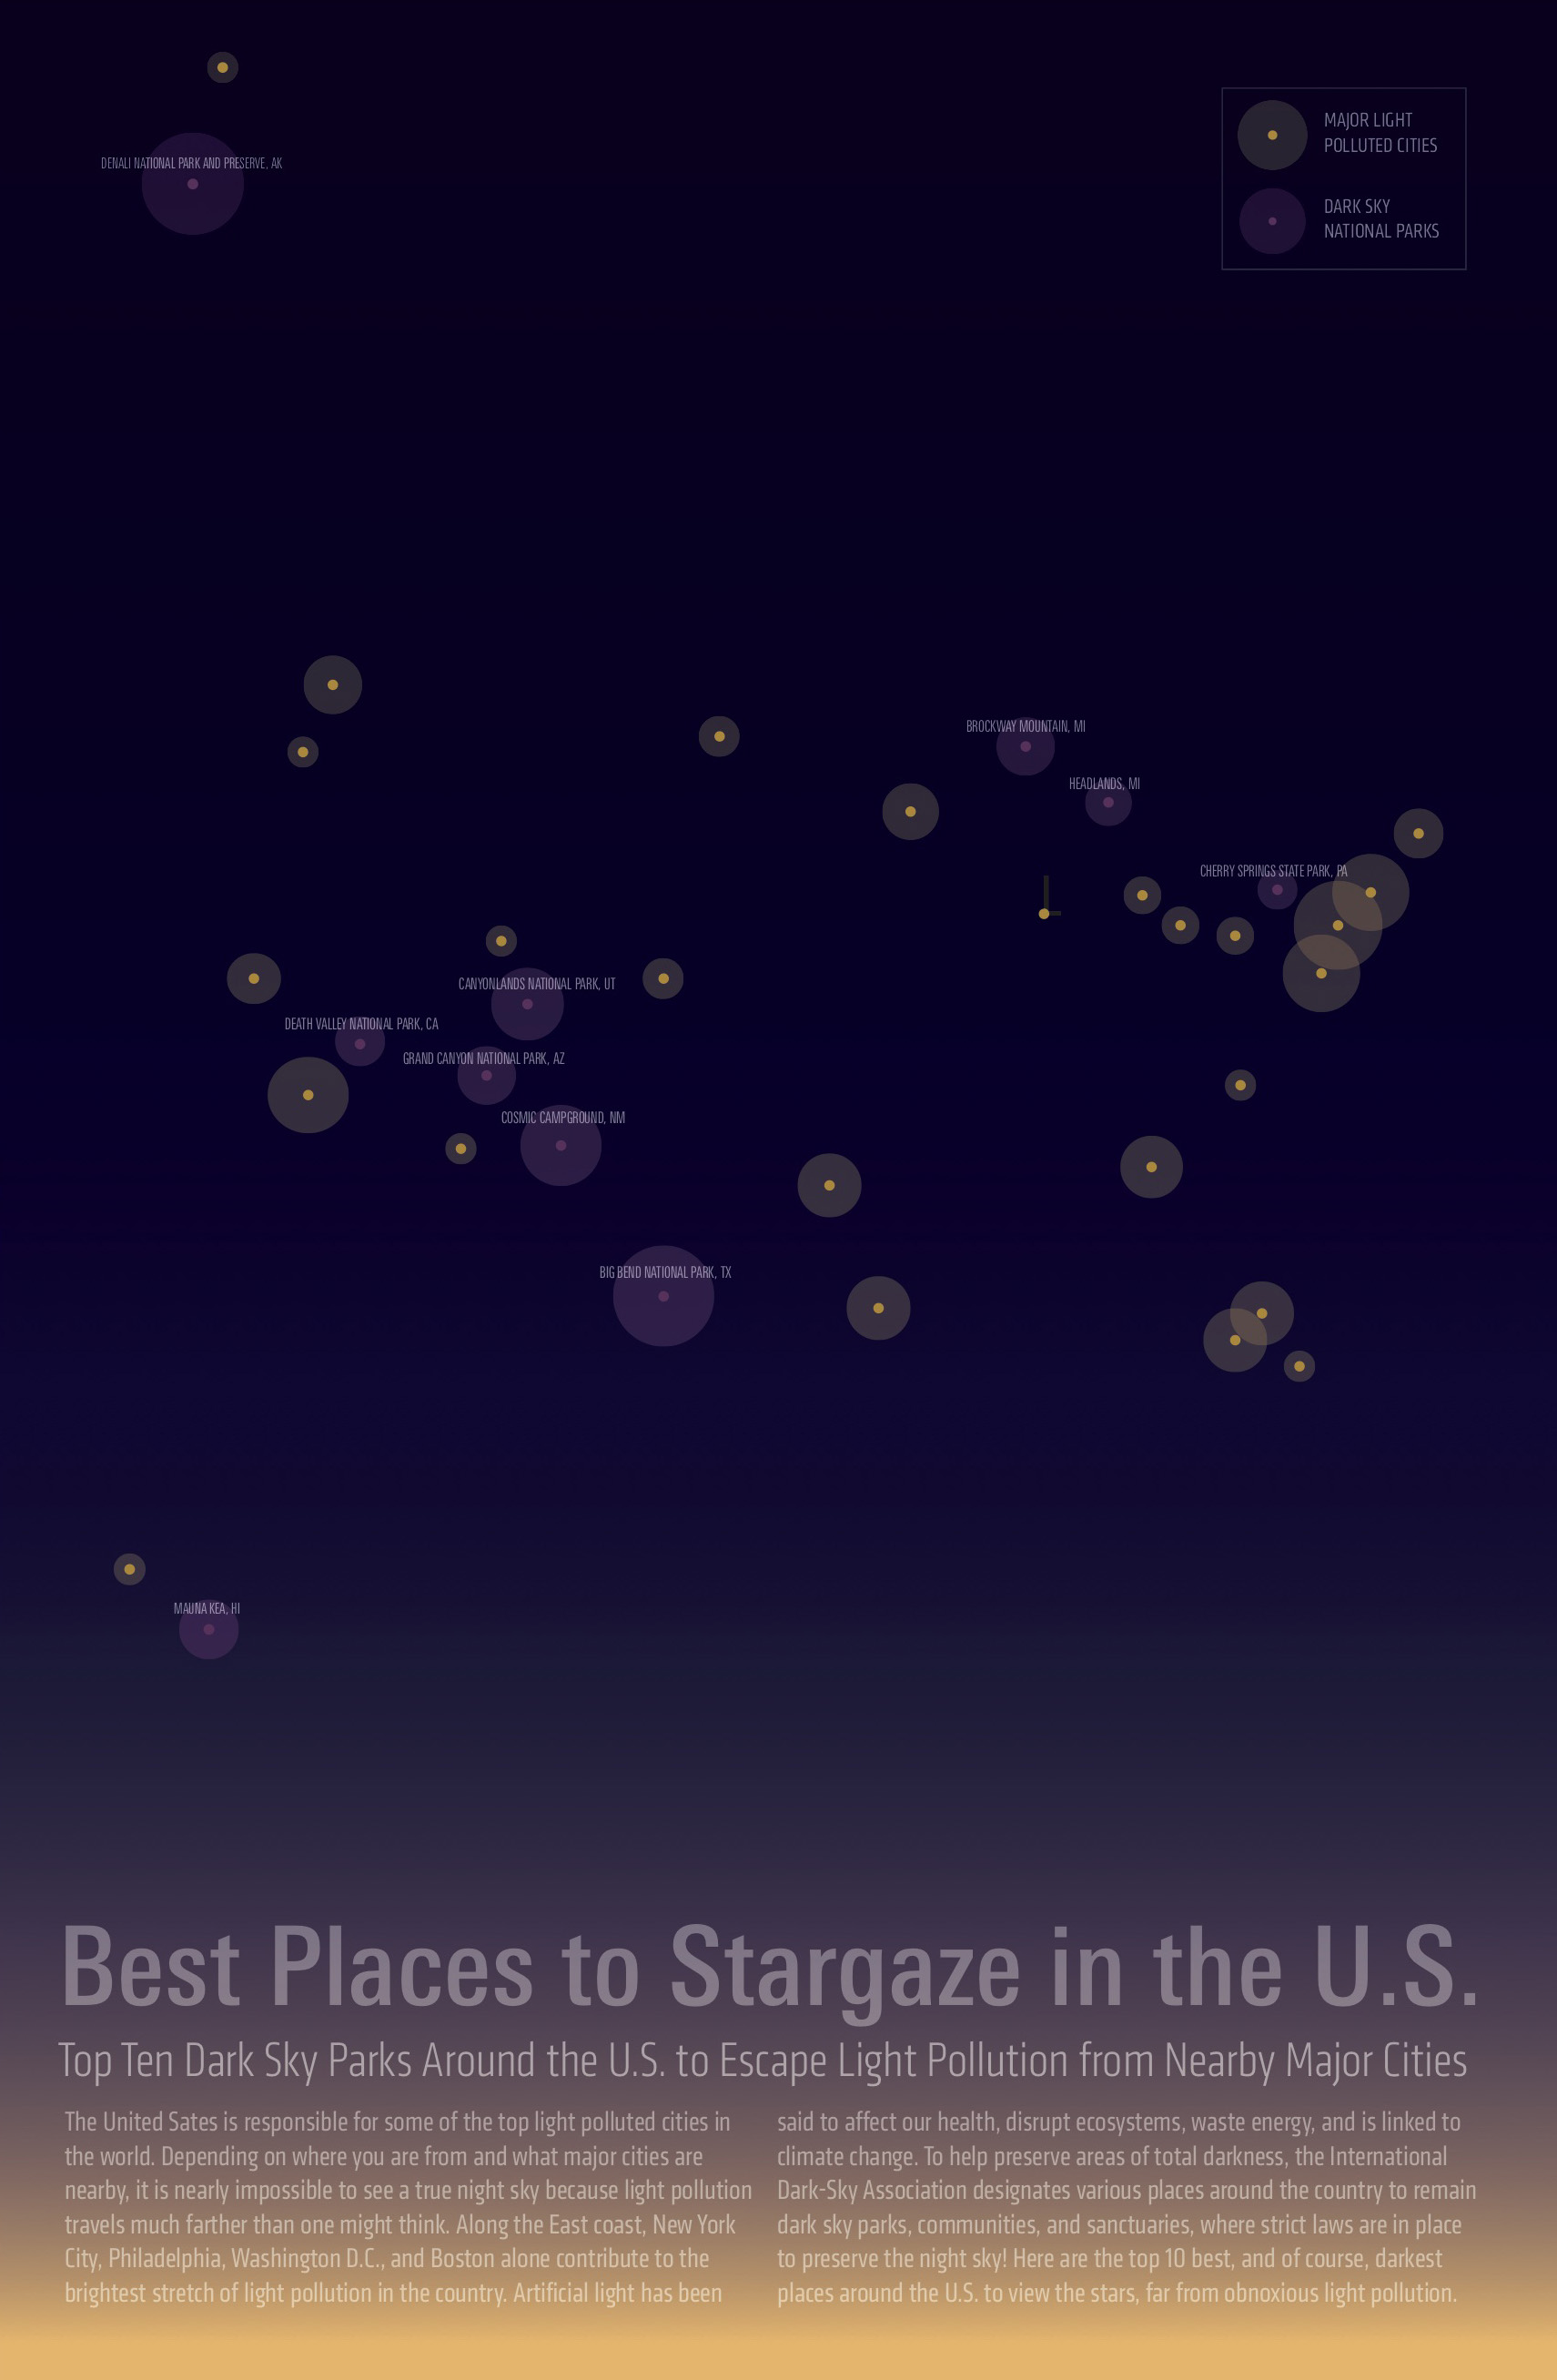 DENALI NATIONAL PARK AND PRESERVE, AK
MAJOR LIGHT
POLLUTED CITIES
DARK SKY
NATIONAL PARKS
BROCKWAY MOUNTAIN, MI
HEADLANDS, MI
CHERRY SPRINGS STATE PARK, PA
CANYONLANDS NATIONAL PARK, UT
DEATH VALLEY NATIONAL PARK, CA
GRAND CANYON NATIONAL PARK, AZ
COSMIC CAMPGROUND, NM
BIG BEND NATIONAL PARK, TX
MAUNA KEA, HI
Best Places to Stargaze in the U.S.
Top Ten Dark Sky Parks Around the U.S. to Escape Light Pollution from Nearby Major Cities
The United Sates is responsible for some of the top light polluted cities in
the world. Depending on where you are from and what major cities are
nearby, it is nearly impossible to see a true night sky because light pollution
travels much farther than one might think. Along the East coast, New York
City, Philadelphia, Washington D.C., and Boston alone contribute to the
brightest stretch of light pollution in the country. Artificial light has been
said to affect our health, disrupt ecosystems, waste energy, and is linked to
climate change. To help preserve areas of total darkness, the International
Dark-Sky Association designates various places around the country to remain
dark sky parks, communities, and sanctuaries, where strict laws are in place
to preserve the night sky! Here are the top 10 best, and of course, darkest
places around the U.S. to view the stars, far from obnoxious light pollution.